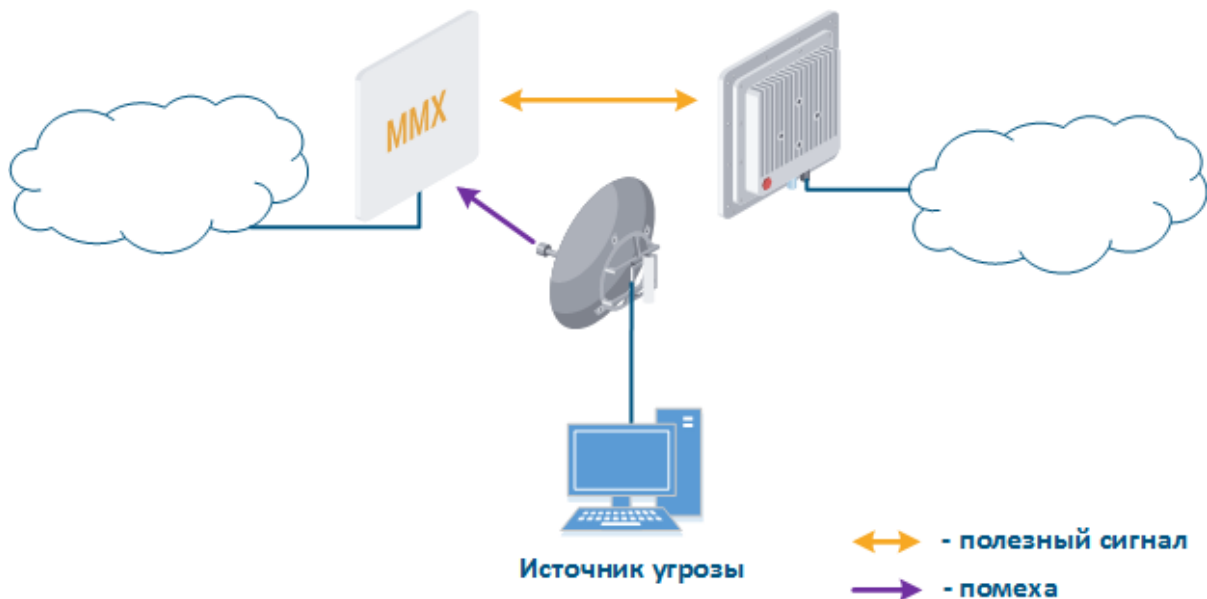 MMX
Источник угрозы
- полезный сигнал
- помеха